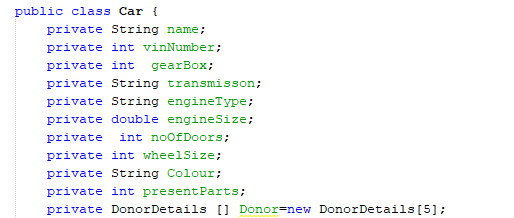 public class Car {
private String name;
private int vinNumber;
private int  gearBox;
private String transmisson;
private String engineType;
private double engineSize;
private  int noOfDoors;
private int wheelSize;
private String Colour;
private int presentParts;
private DonorDetails [] Donor=new DonorDetails[5];